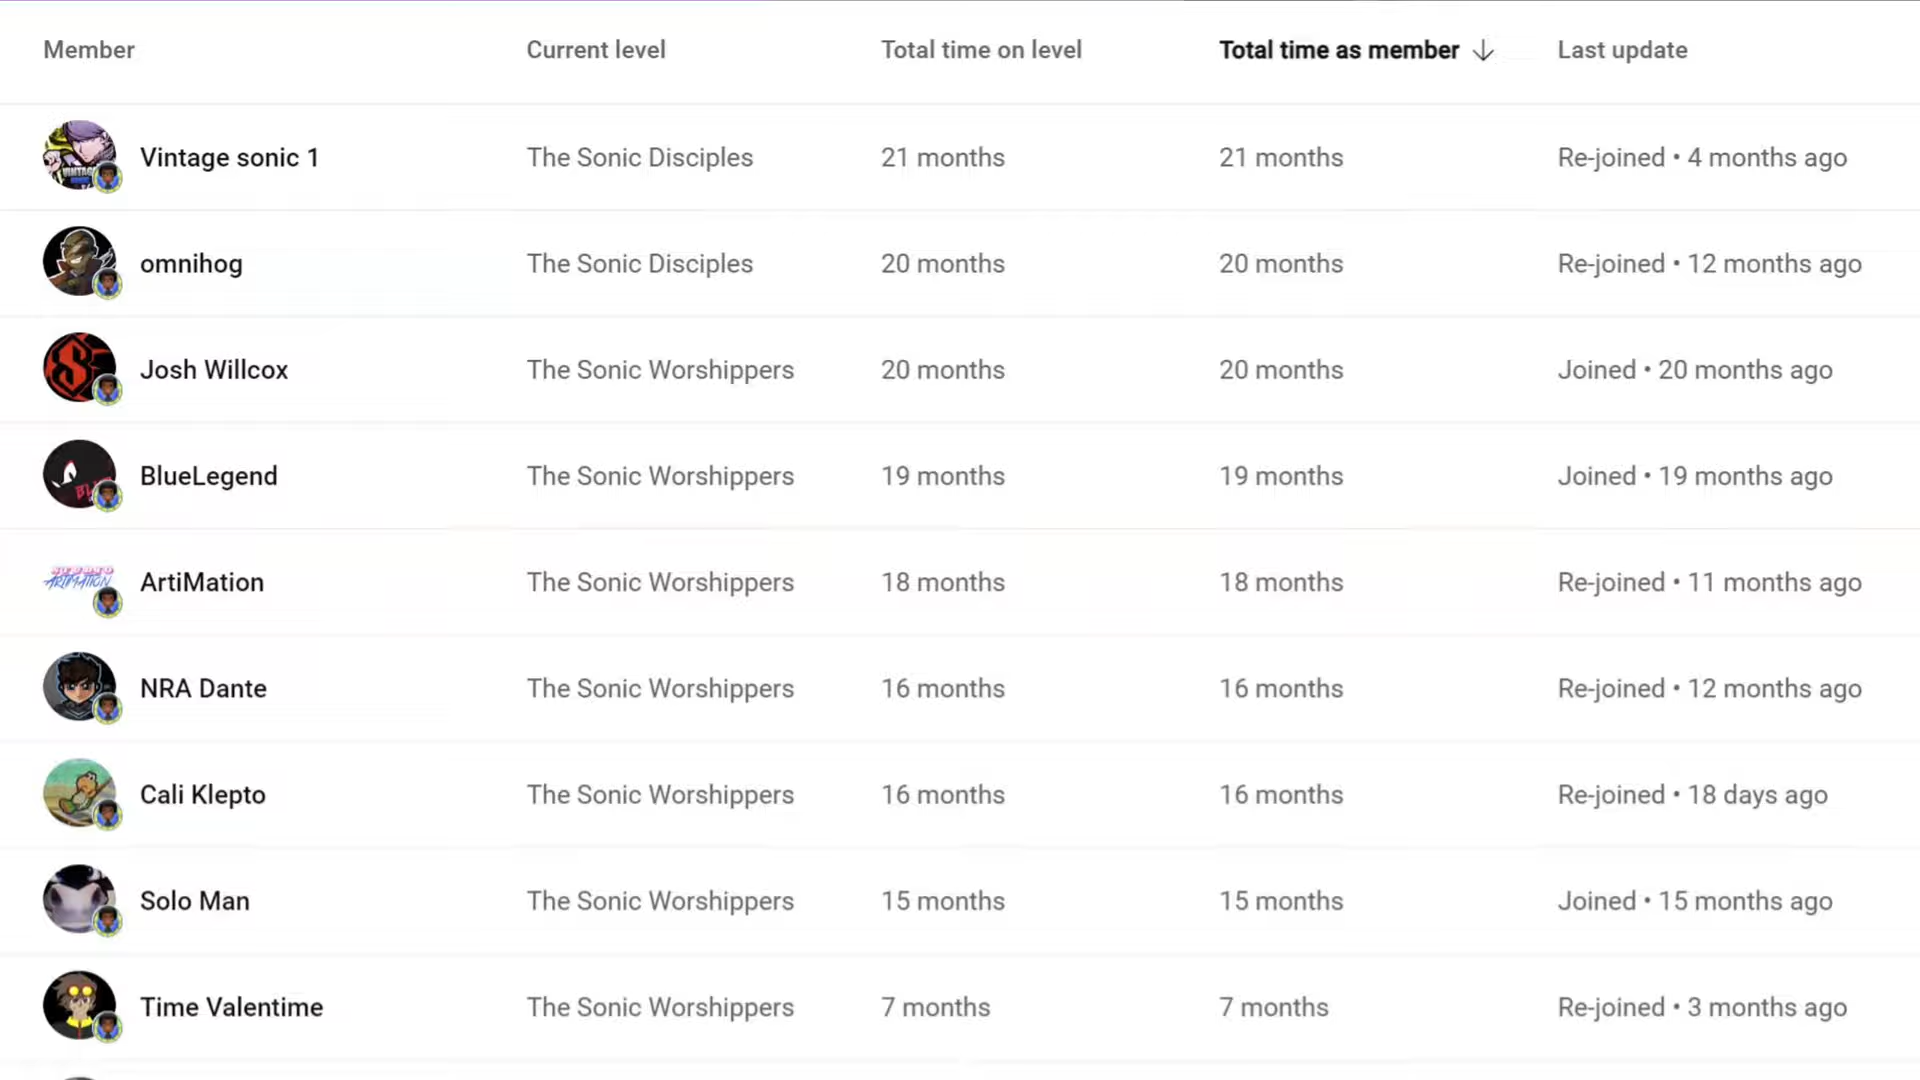 Member Current level Total time on level Total time as member Last update
Vintage sonic 1 The Sonic Disciples 21 months 21 months Re-joined • 4 months ago
omnihog The Sonic Disciples 20 months 20 months Re-joined • 12 months ago
Josh Willcox The Sonic Worshippers 20 months 20 months Joined • 20 months ago
BlueLegend The Sonic Worshippers 19 months 19 months Joined • 19 months ago
ArtiMation The Sonic Worshippers 18 months 18 months Re-joined • 11 months ago
NRA Dante The Sonic Worshippers 16 months 16 months Re-joined • 12 months ago
Cali Klepto The Sonic Worshippers 16 months 16 months Re-joined • 18 days ago
Solo Man The Sonic Worshippers 15 months 15 months Joined • 15 months ago
Time Valentime The Sonic Worshippers 7 months 7 months Re-joined • 3 months ago